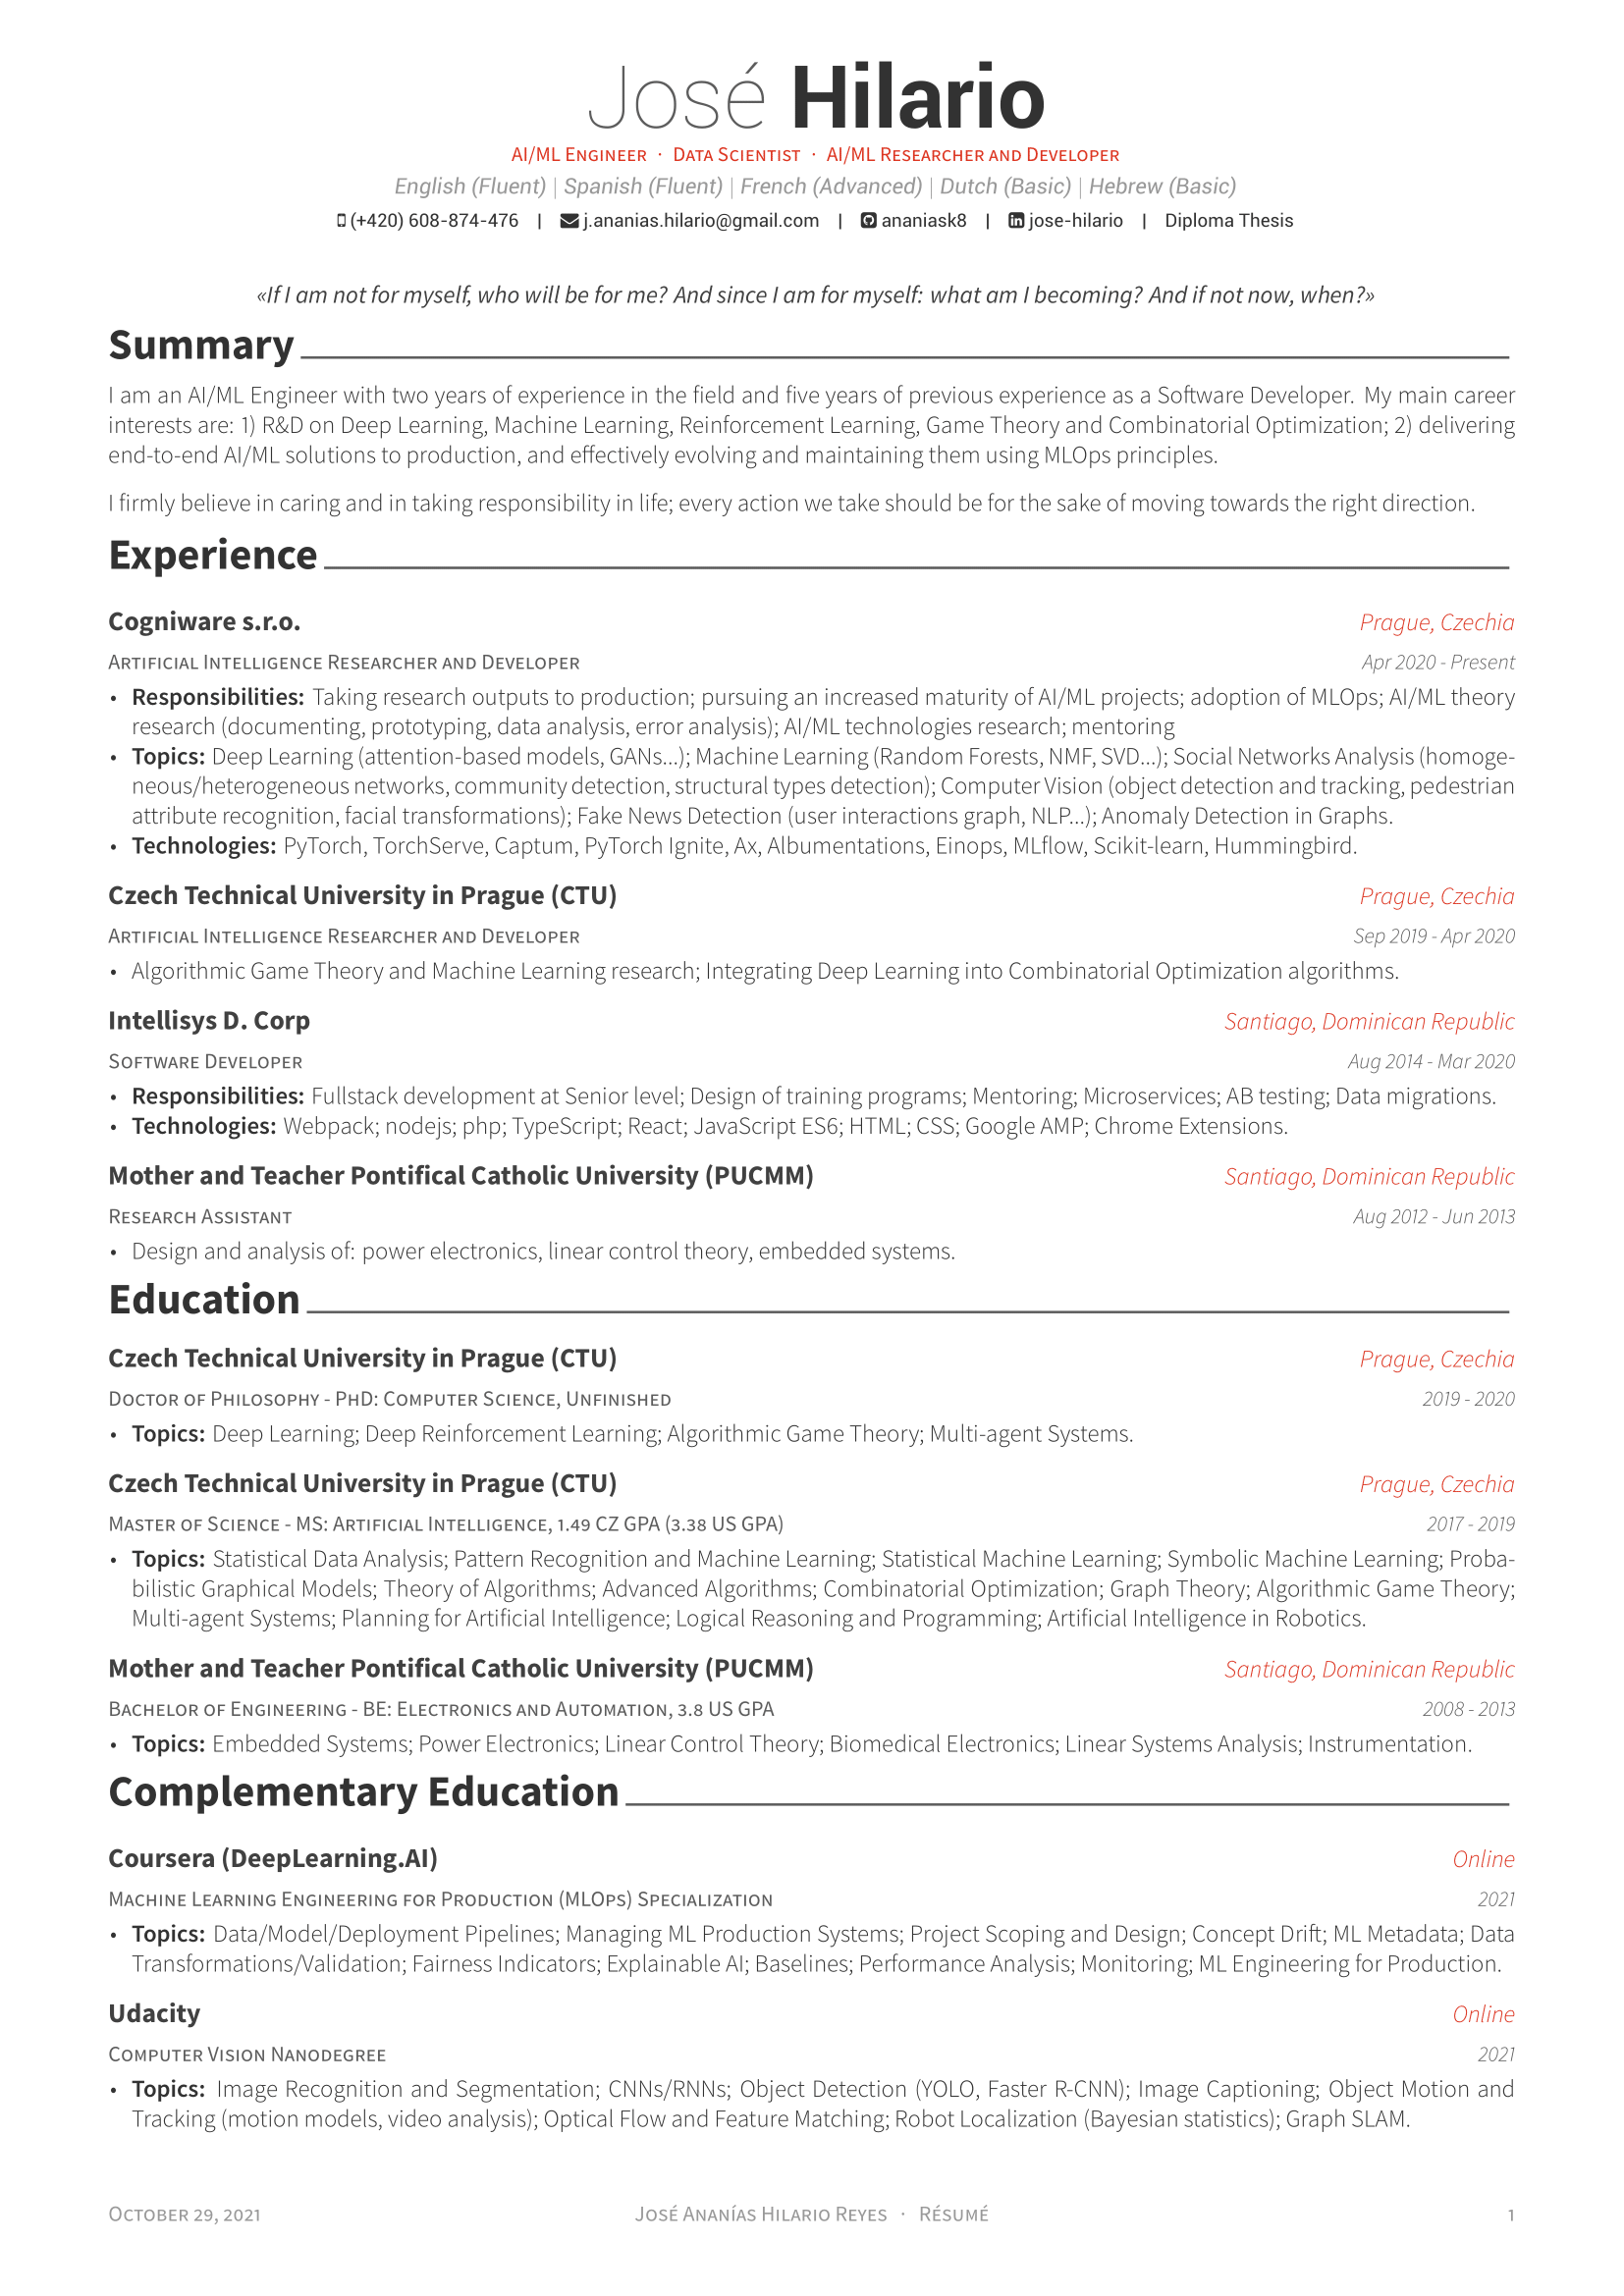 José Hilario
AI/ML Engineer · Data Scientist · AI/ML Researcher and Developer
English (Fluent) | Spanish (Fluent) | French (Advanced) | Dutch (Basic) | Hebrew (Basic)
(+420) 608-874-476 | j.ananias.hilario@gmail.com | ananiask8 | jose-hilario | Diploma Thesis
«If I am not for myself, who will be for me? And since I am for myself: what am I becoming? And if not now, when?»
Summary
I am an AI/ML Engineer with two years of experience in the field and five years of previous experience as a Software Developer. My main career
interests are: 1) R&D on Deep Learning, Machine Learning, Reinforcement Learning, Game Theory and Combinatorial Optimization; 2) delivering
end-to-end AI/ML solutions to production, and effectively evolving and maintaining them using MLOps principles.
I firmly believe in caring and in taking responsibility in life; every action we take should be for the sake of moving towards the right direction.
Experience
Cogniware s.r.o. Prague, Czechia
Artificial Intelligence Researcher and Developer Apr 2020 - Present
• Responsibilities: Taking research outputs to production; pursuing an increased maturity of AI/ML projects; adoption of MLOps; AI/ML theory
research (documenting, prototyping, data analysis, error analysis); AI/ML technologies research; mentoring
• Topics: Deep Learning (attention-based models, GANs...); Machine Learning (Random Forests, NMF, SVD...); Social Networks Analysis (homoge-
neous/heterogeneous networks, community detection, structural types detection); Computer Vision (object detection and tracking, pedestrian
attribute recognition, facial transformations); Fake News Detection (user interactions graph, NLP...); Anomaly Detection in Graphs.
• Technologies: PyTorch, TorchServe, Captum, PyTorch Ignite, Ax, Albumentations, Einops, MLflow, Scikit-learn, Hummingbird.
Czech Technical University in Prague (CTU) Prague, Czechia
Artificial Intelligence Researcher and Developer Sep 2019 - Apr 2020
• Algorithmic Game Theory and Machine Learning research; Integrating Deep Learning into Combinatorial Optimization algorithms.
Intellisys D. Corp Santiago, Dominican Republic
Software Developer Aug 2014 - Mar 2020
• Responsibilities: Fullstack development at Senior level; Design of training programs; Mentoring; Microservices; AB testing; Data migrations.
• Technologies: Webpack; nodejs; php; TypeScript; React; JavaScript ES6; HTML; CSS; Google AMP; Chrome Extensions.
Mother and Teacher Pontifical Catholic University (PUCMM) Santiago, Dominican Republic
Research Assistant Aug 2012 - Jun 2013
• Design and analysis of: power electronics, linear control theory, embedded systems.
Education
Czech Technical University in Prague (CTU) Prague, Czechia
Doctor of Philosophy - PhD: Computer Science, Unfinished 2019 - 2020
• Topics: Deep Learning; Deep Reinforcement Learning; Algorithmic Game Theory; Multi-agent Systems.
Czech Technical University in Prague (CTU) Prague, Czechia
Master of Science - MS: Artificial Intelligence, 1.49 CZ GPA (3.38 US GPA) 2017 - 2019
• Topics: Statistical Data Analysis; Pattern Recognition and Machine Learning; Statistical Machine Learning; Symbolic Machine Learning; Proba-
bilistic Graphical Models; Theory of Algorithms; Advanced Algorithms; Combinatorial Optimization; Graph Theory; Algorithmic Game Theory;
Multi-agent Systems; Planning for Artificial Intelligence; Logical Reasoning and Programming; Artificial Intelligence in Robotics.
Mother and Teacher Pontifical Catholic University (PUCMM) Santiago, Dominican Republic
Bachelor of Engineering - BE: Electronics and Automation, 3.8 US GPA 2008 - 2013
• Topics: Embedded Systems; Power Electronics; Linear Control Theory; Biomedical Electronics; Linear Systems Analysis; Instrumentation.
Complementary Education
Coursera (DeepLearning.AI) Online
Machine Learning Engineering for Production (MLOps) Specialization 2021
• Topics: Data/Model/Deployment Pipelines; Managing ML Production Systems; Project Scoping and Design; Concept Drift; ML Metadata; Data
Transformations/Validation; Fairness Indicators; Explainable AI; Baselines; Performance Analysis; Monitoring; ML Engineering for Production.
Udacity Online
Computer Vision Nanodegree 2021
• Topics: Image Recognition and Segmentation; CNNs/RNNs; Object Detection (YOLO, Faster R-CNN); Image Captioning; Object Motion and
Tracking (motion models, video analysis); Optical Flow and Feature Matching; Robot Localization (Bayesian statistics); Graph SLAM.
October 29, 2021 José Ananías Hilario Reyes · Résumé 1